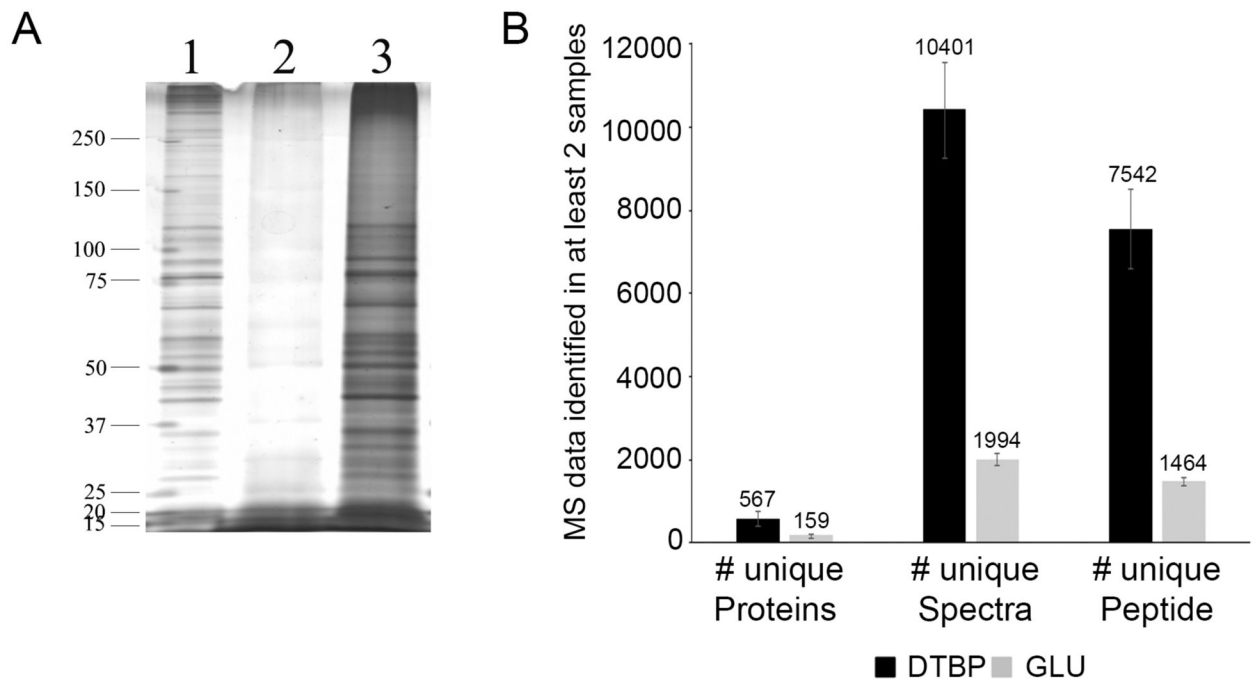 A
1 2 3
250
150
100
75
50
37
25
20
15
B
MS data identified in at least 2 samples
12000
10000
8000
6000
4000
2000
0
10401
7542
567
159
1994
1464
# unique
Proteins
# unique
Spectra
# unique
Peptide
DTBP GLU